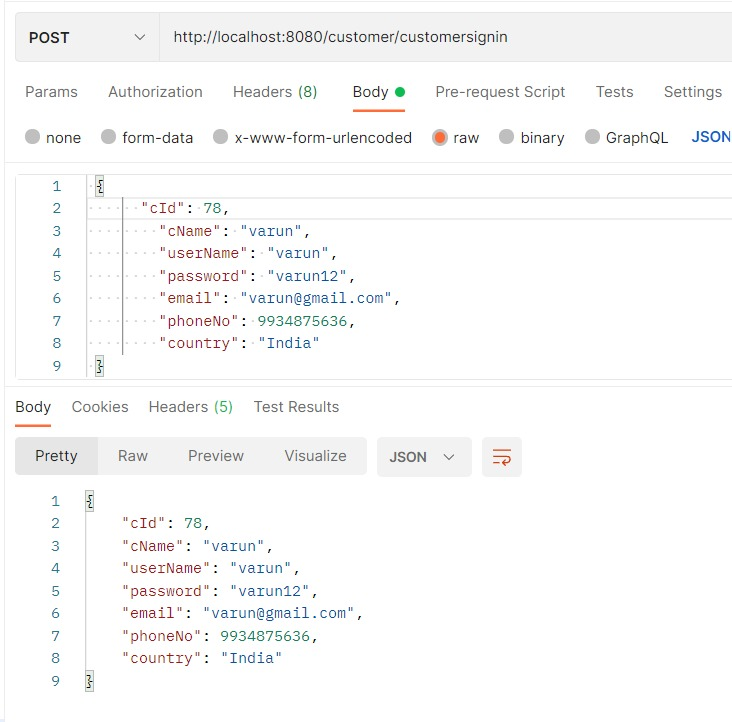 POST http://localhost:8080/customer/customersignin
Params Authorization Headers (8) Body Pre-request Script Tests Settings
none form-data x-www-form-urlencoded raw binary GraphQL JSON
1 {
2 "cId": 78,
3 "cName": "varun",
4 "userName": "varun",
5 "password": "varun12",
6 "email": "varun@gmail.com",
7 "phoneNo": 9934875636,
8 "country": "India"
9 }
Body Cookies Headers (5) Test Results
Pretty Raw Preview Visualize JSON
1 {
2 "cId": 78,
3 "cName": "varun",
4 "userName": "varun",
5 "password": "varun12",
6 "email": "varun@gmail.com",
7 "phoneNo": 9934875636,
8 "country": "India"
9 }